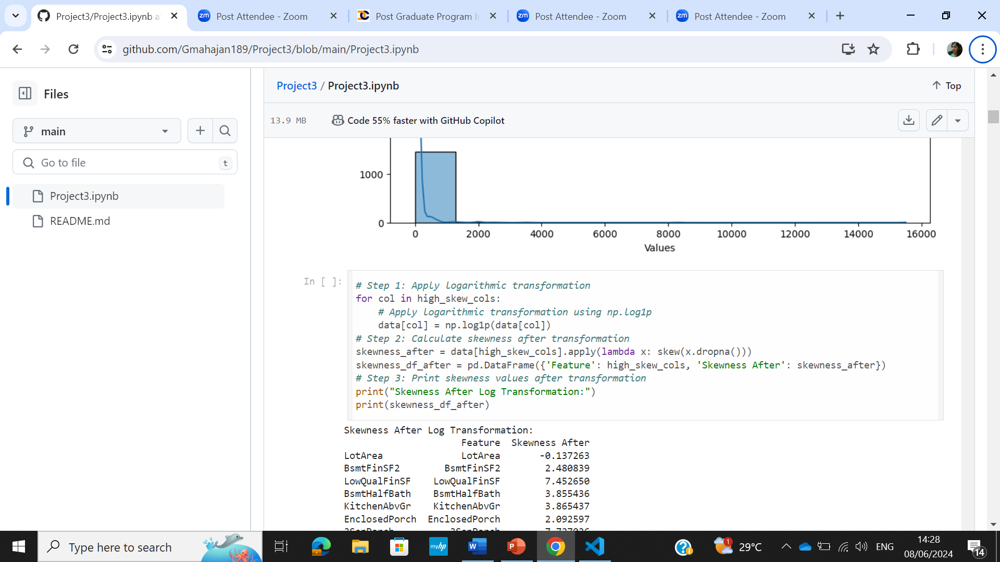 Project3/Project3.ipynb a
Post Attendee - Zoom
Post Graduate Program I
Post Attendee - Zoom
Post Attendee - Zoom
github.com/Gmahajan189/Project3/blob/main/Project3.ipynb
Files
main
Go to file
t
Project3.ipynb
README.md
Project3 / Project3.ipynb
Top
13.9 MB
Code 55% faster with GitHub Copilot
1000
0
0 2000 4000 6000 8000 10000 12000 14000 16000
Values
In [ ]:
# Step 1: Apply logarithmic transformation
for col in high_skew_cols:
    # Apply logarithmic transformation using np.log1p
    data[col] = np.log1p(data[col])
# Step 2: Calculate skewness after transformation
skewness_after = data[high_skew_cols].apply(lambda x: skew(x.dropna()))
skewness_df_after = pd.DataFrame({'Feature': high_skew_cols, 'Skewness After': skewness_after})
# Step 3: Print skewness values after transformation
print("Skewness After Log Transformation:")
print(skewness_df_after)
Skewness After Log Transformation:
Feature Skewness After
LotArea LotArea -0.137263
BsmtFinSF2 BsmtFinSF2 2.480839
LowQualFinSF LowQualFinSF 7.452650
BsmtHalfBath BsmtHalfBath 3.855436
KitchenAbvGr KitchenAbvGr 3.865437
EnclosedPorch EnclosedPorch 2.092597
Type here to search
zm
zm
zm
myhp
W
P
1
29°C
ENG
14:28
08/06/2024
14